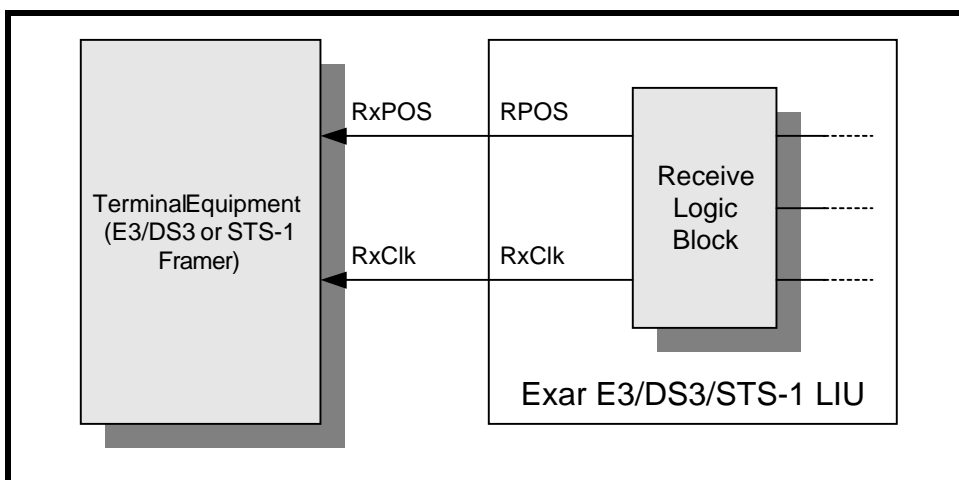 RxPOS
RPOS
TerminalEquipment
(E3/DS3 or STS-1
Framer)
Receive
Logic
Block
RxClk
RxClk
Exar E3/DS3/STS-1 LIU